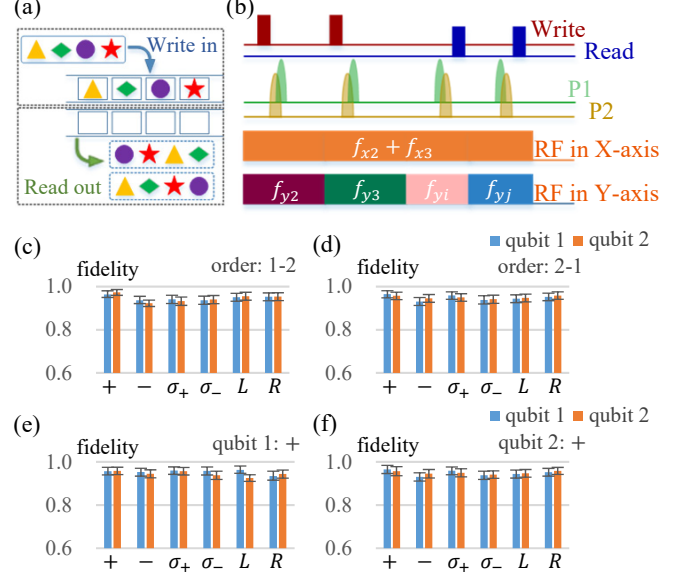 (a)
Write in
Read out
(b)
Write
Read
P1
P2
f_{x2} + f_{x3}
RF in X-axis
f_{y2} f_{y3} f_{yi} f_{yj}
RF in Y-axis
(c)
fidelity
order: 1-2
1.0
0.8
0.6
+ − σ₊ σ₋ L R
(d)
qubit 1 qubit 2
fidelity
order: 2-1
1.0
0.8
0.6
+ − σ₊ σ₋ L R
(e)
fidelity
qubit 1: +
1.0
0.8
0.6
+ − σ₊ σ₋ L R
(f)
qubit 1 qubit 2
fidelity
qubit 2: +
1.0
0.8
0.6
+ − σ₊ σ₋ L R